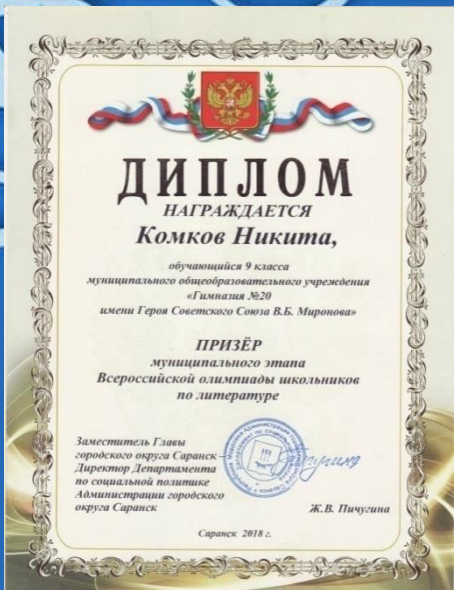 ДИПЛОМ
НАГРАЖДАЕТСЯ
Комков Никита,
обучающийся 9 класса
муниципального общеобразовательного учреждения
«Гимназия №20
имени Героя Советского Союза В.Б. Миронова»
ПРИЗЁР
муниципального этапа
Всероссийской олимпиады школьников
по литературе
Заместитель Главы
городского округа Саранск –
Директор Департамента
по социальной политике
Администрации городского
округа Саранск
Ж.В. Пичугина
Саранск 2018 г.